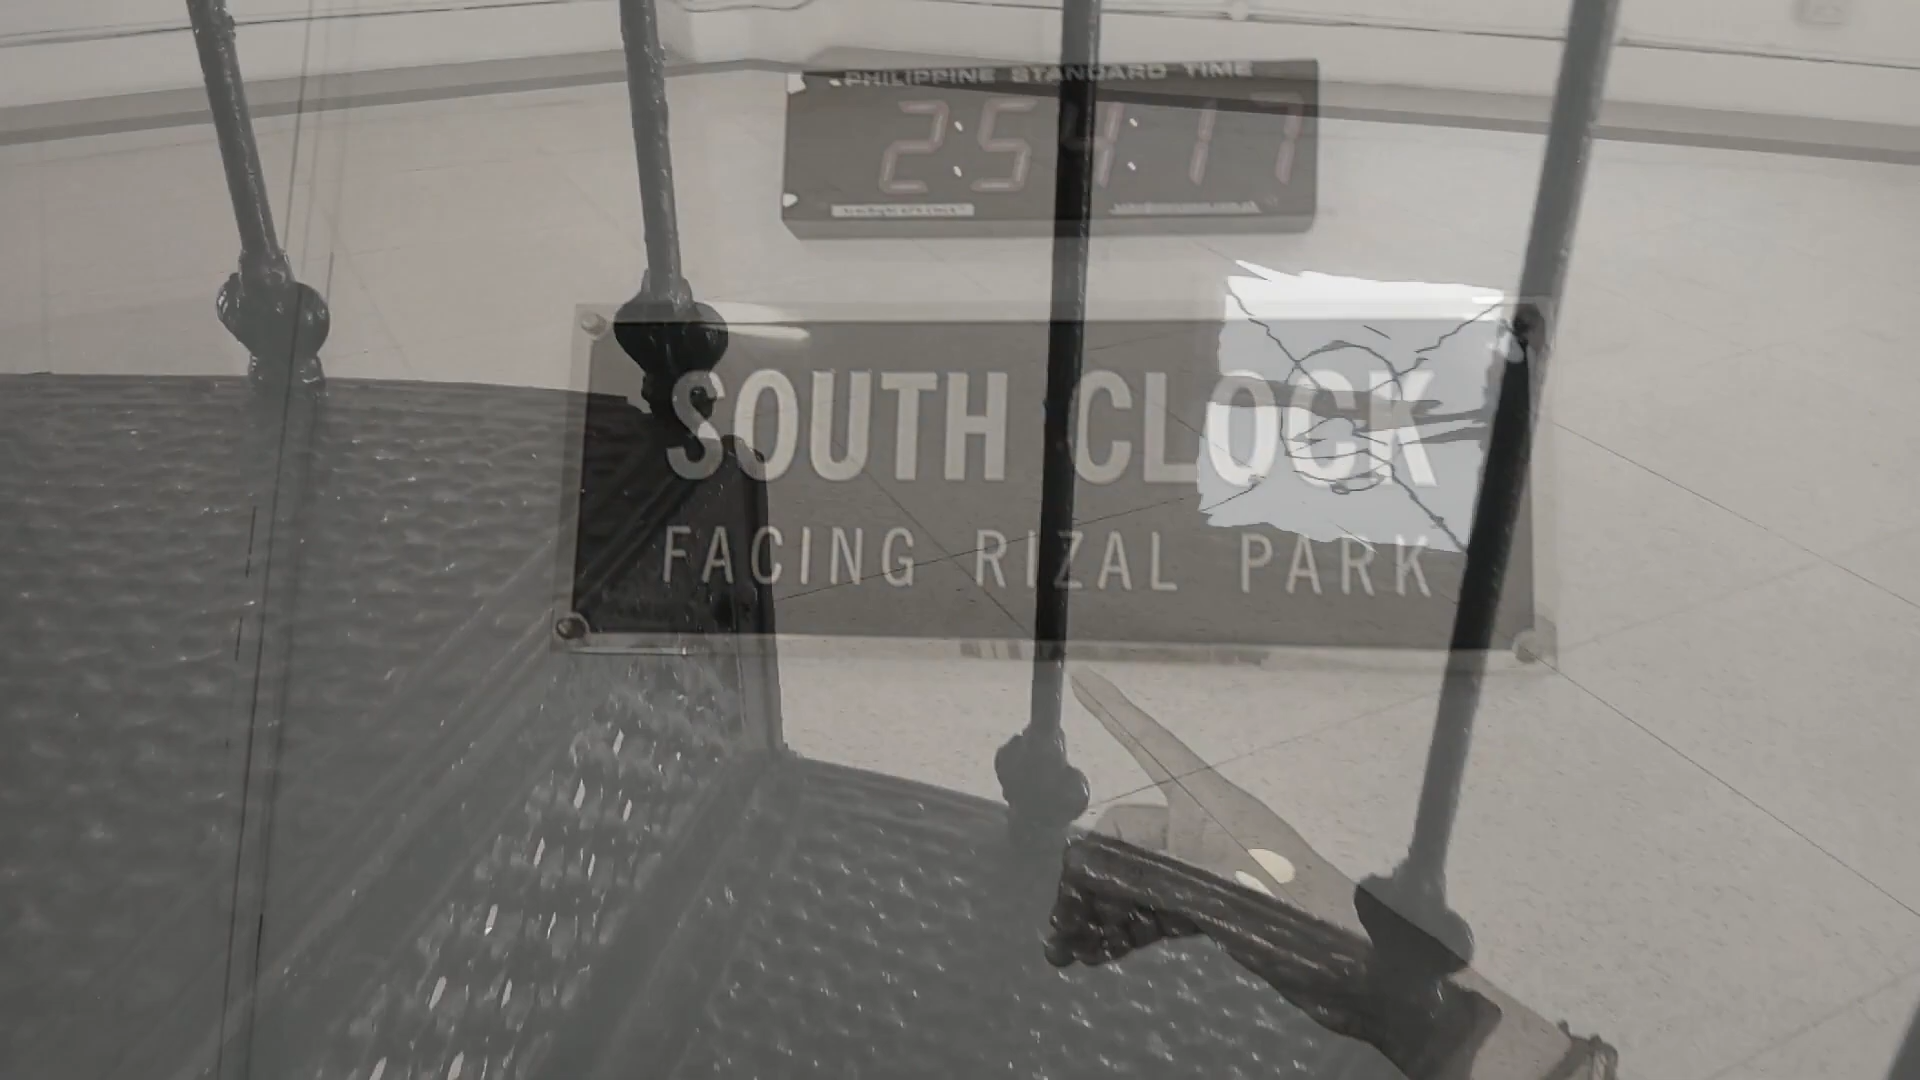 PHILIPPINE STANDARD TIME
2:54:17
SOUTH CLOCK
FACING RIZAL PARK